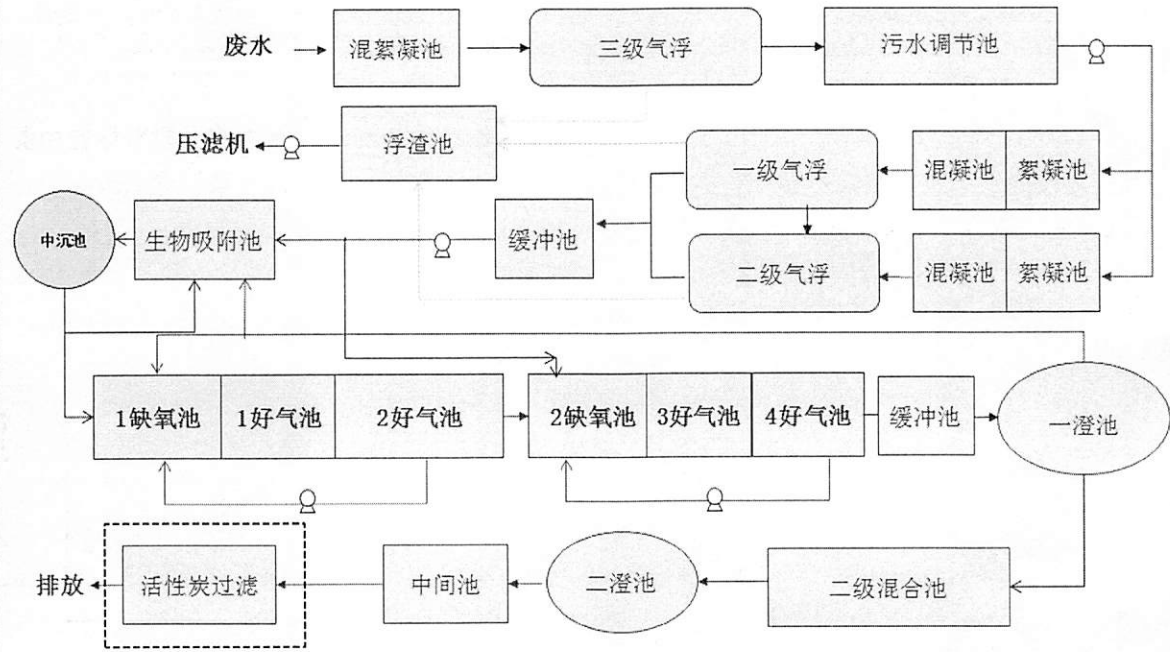 废水
混絮凝池
三级气浮
污水调节池
压滤机
浮渣池
一级气浮
混凝池
絮凝池
中沉池
生物吸附池
缓冲池
二级气浮
混凝池
絮凝池
1缺氧池
1好气池
2好气池
2缺氧池
3好气池
4好气池
缓冲池
一澄池
排放
活性炭过滤
中间池
二澄池
二级混合池